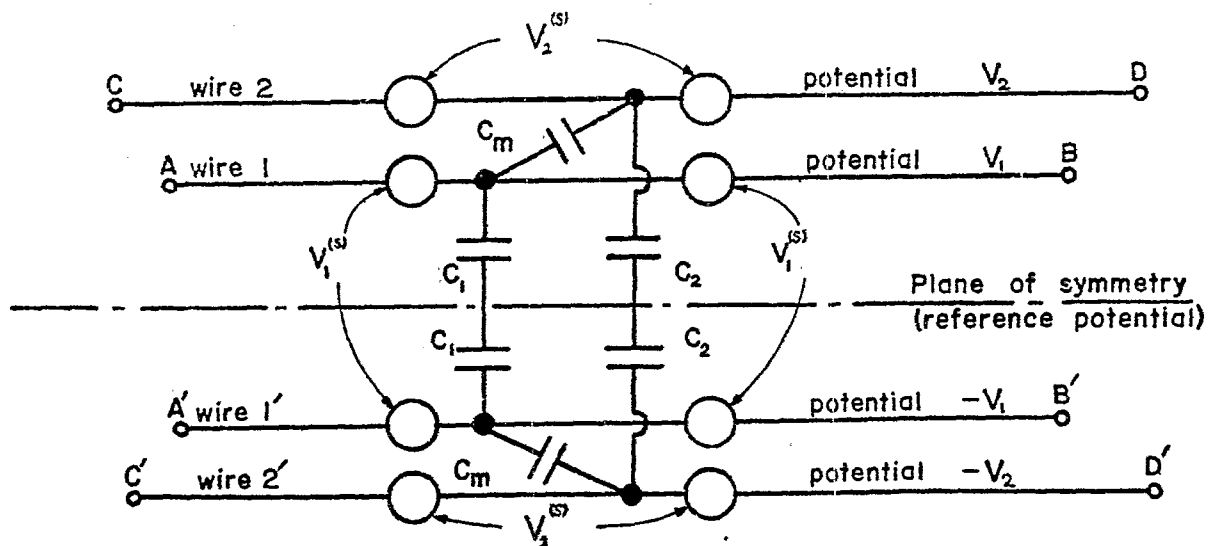 V₂⁽ˢ⁾
C wire 2 potential V₂ D
Cₘ
A wire 1 potential V₁ B
V₁⁽ˢ⁾ C₁ C₂ V₁⁽ˢ⁾
Plane of symmetry
(reference potential)
C₁ C₂
A′ wire 1′ potential −V₁ B′
C′ wire 2′ Cₘ potential −V₂ D′
V₂⁽ˢ⁾